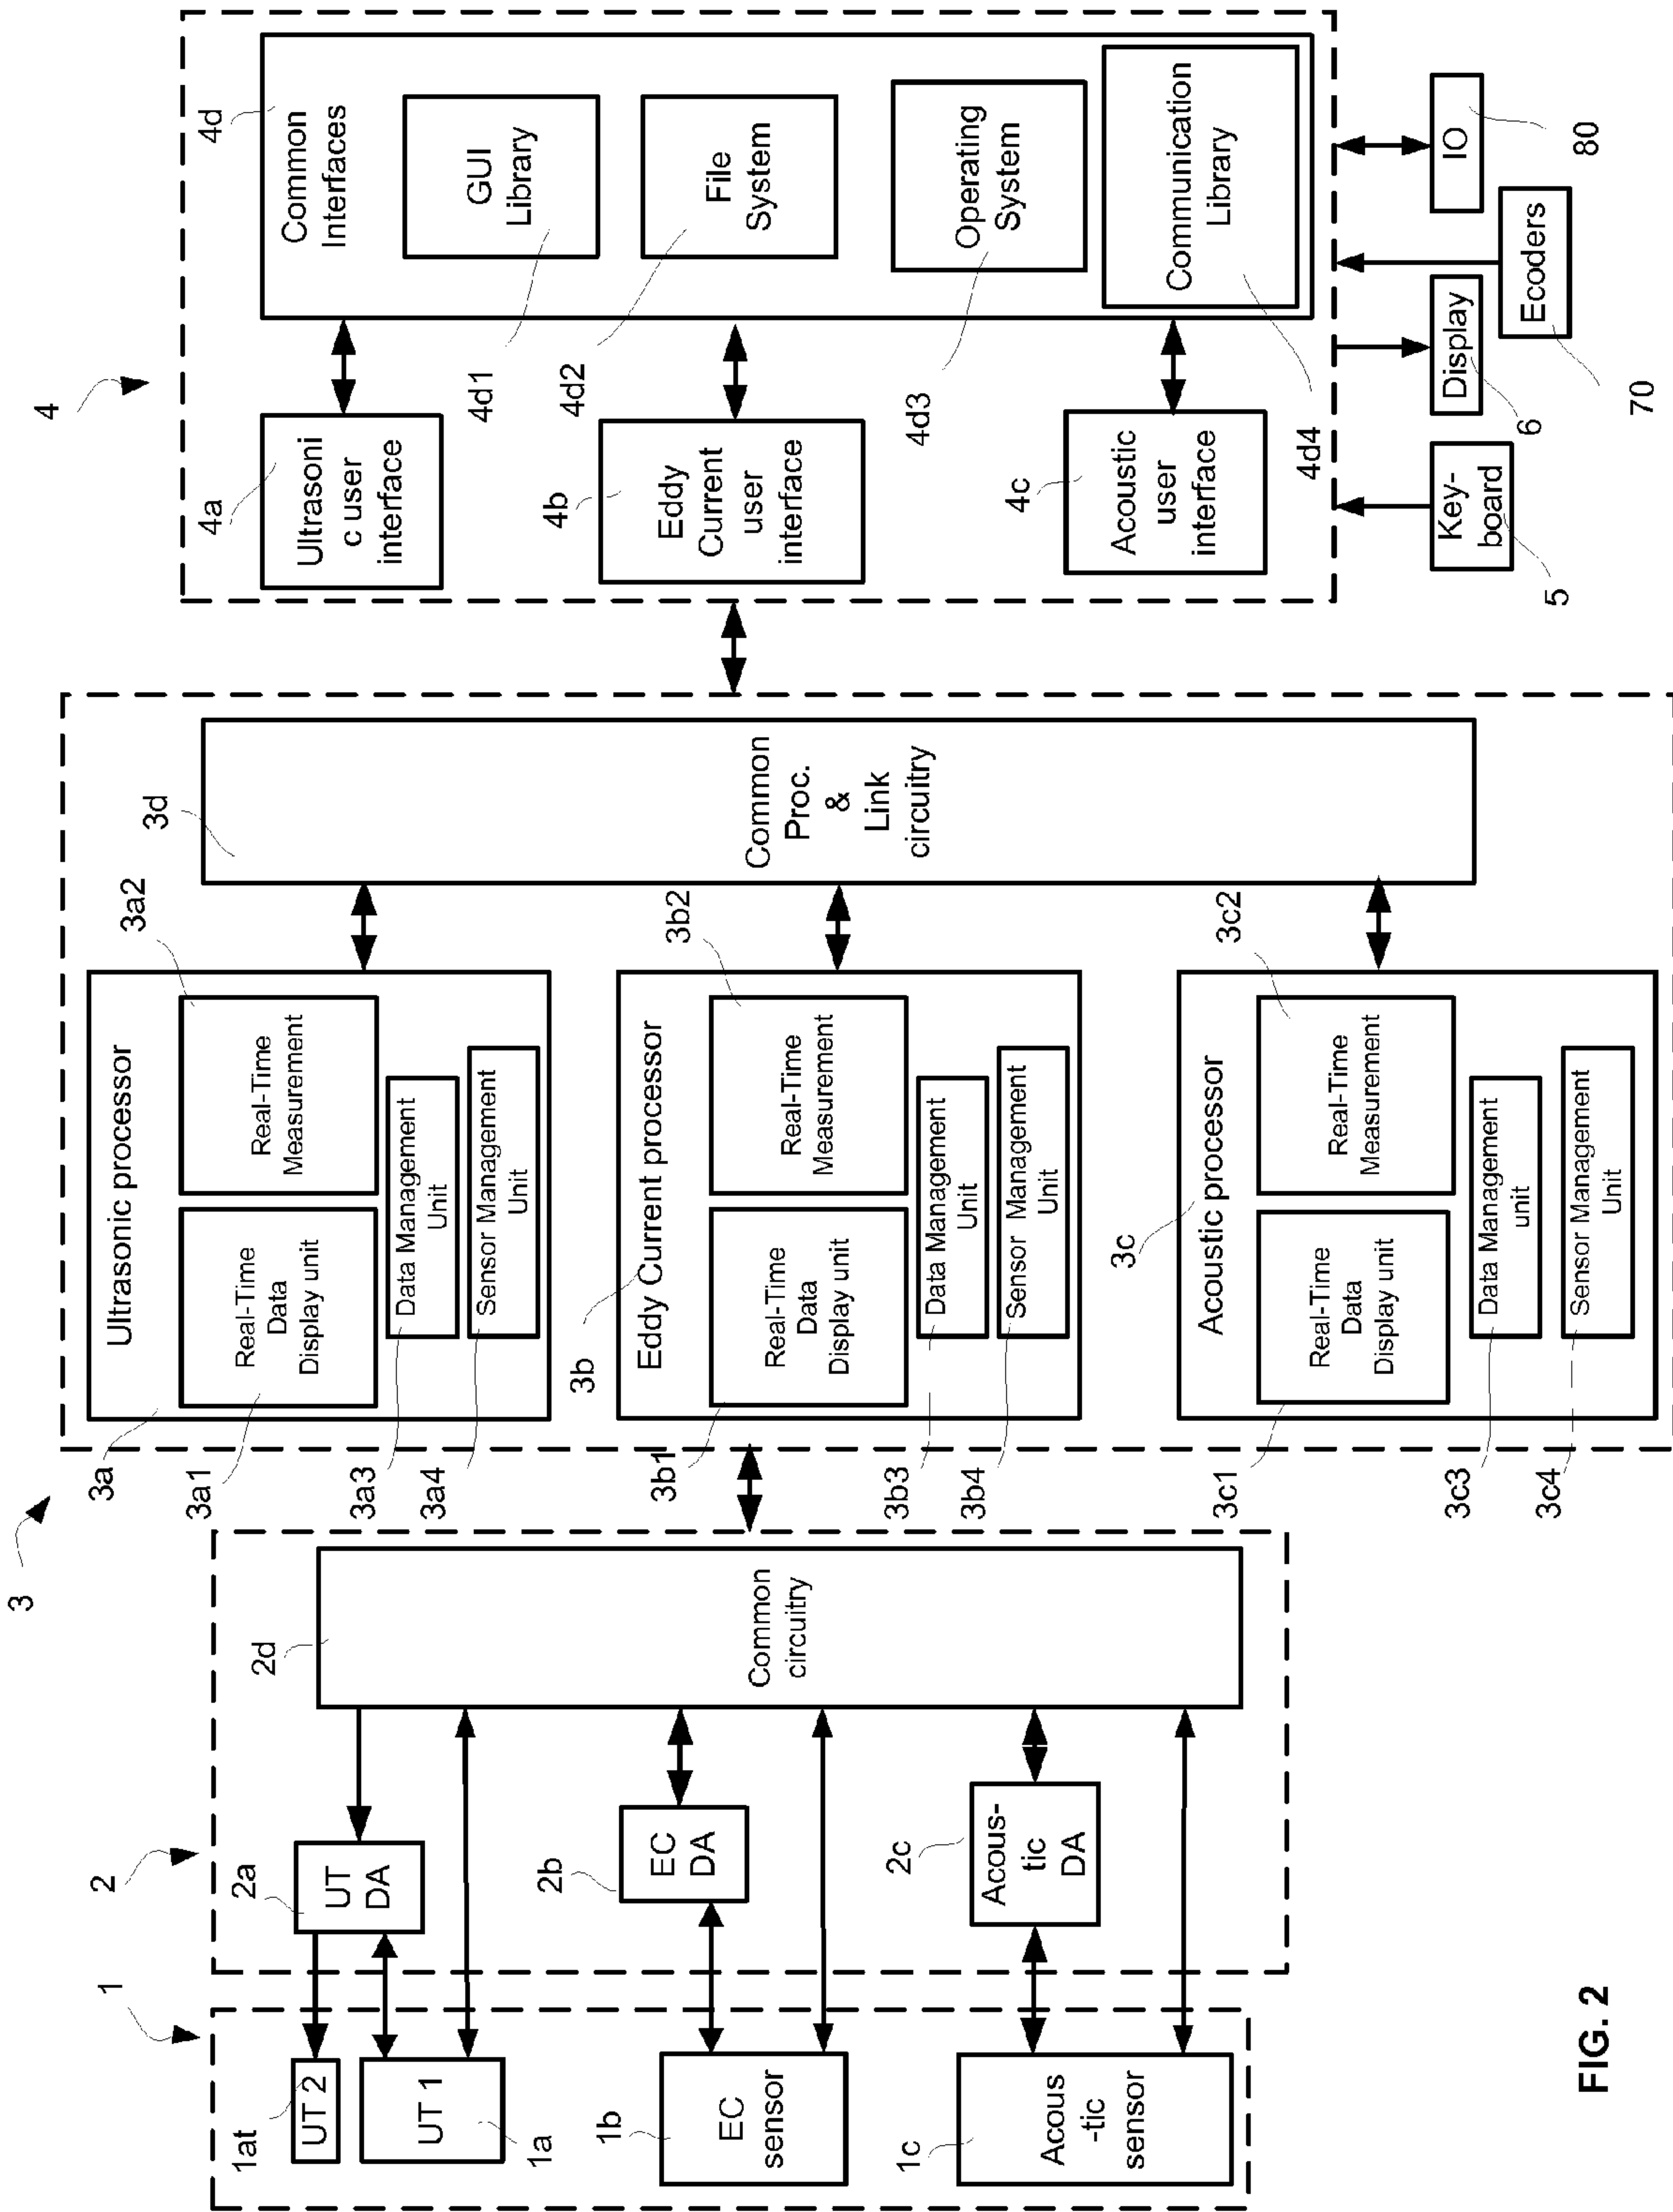 1
1at
UT 2
UT 1
1a
1b
EC
sensor
1c
Acous
-tic
sensor
2
2a
UT
DA
2b
EC
DA
2c
Acous-
tic
DA
2d
Common
circuitry
3
3a
Ultrasonic processor
3a1
Real-Time
Data
Display unit
3a2
Real-Time
Measurement
3a3
Data Management
Unit
3a4
Sensor Management
Unit
3b
Eddy Current processor
3b1
Real-Time
Data
Display unit
3b2
Real-Time
Measurement
3b3
Data Management
Unit
3b4
Sensor Management
Unit
3c
Acoustic processor
3c1
Real-Time
Data
Display unit
3c2
Real-Time
Measurement
3c3
Data Management
unit
3c4
Sensor Management
Unit
3d
Common
Proc.
&
Link
circuitry
4
4a
Ultrasoni
c user
interface
4b
Eddy
Current
user
interface
4c
Acoustic
user
interface
4d
Common
Interfaces
4d1
GUI
Library
4d2
File
System
4d3
Operating
System
4d4
Communication
Library
Key-
board
5
Display
6
Ecoders
70
IO
80
FIG. 2